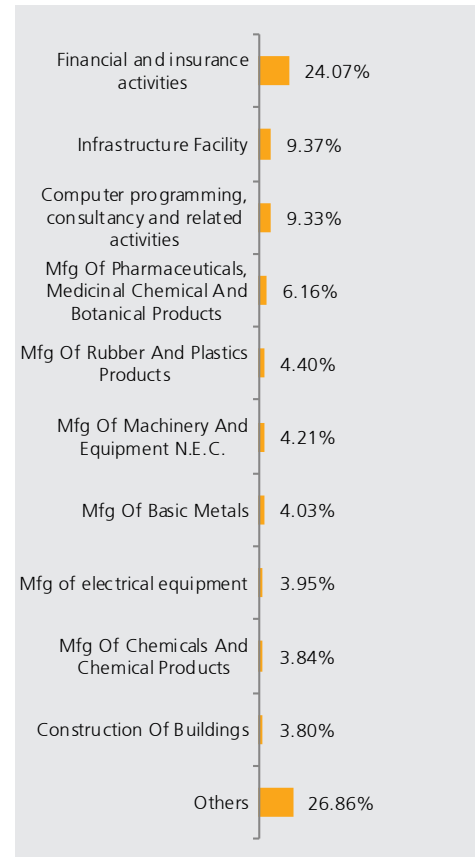 Financial and insurance
activities
24.07%
Infrastructure Facility
9.37%
Computer programming,
consultancy and related
activities
9.33%
Mfg Of Pharmaceuticals,
Medicinal Chemical And
Botanical Products
6.16%
Mfg Of Rubber And Plastics
Products
4.40%
Mfg Of Machinery And
Equipment N.E.C.
4.21%
Mfg Of Basic Metals
4.03%
Mfg of electrical equipment
3.95%
Mfg Of Chemicals And
Chemical Products
3.84%
Construction Of Buildings
3.80%
Others
26.86%